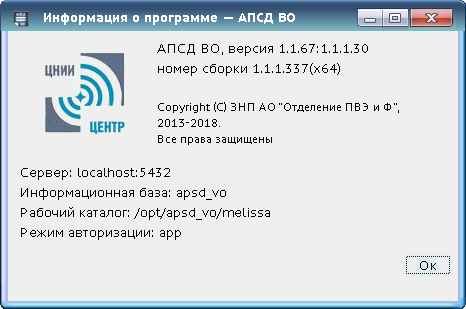 Информация о программе — АПСД ВО
ЦНИИ
ЦЕНТР
АПСД ВО, версия 1.1.67:1.1.1.30
номер сборки 1.1.1.337(x64)
Copyright (C) ЗНП АО "Отделение ПВЭ и Ф",
2013-2018.
Все права защищены
Сервер: localhost:5432
Информационная база: apsd_vo
Рабочий каталог: /opt/apsd_vo/melissa
Режим авторизации: app
Ок